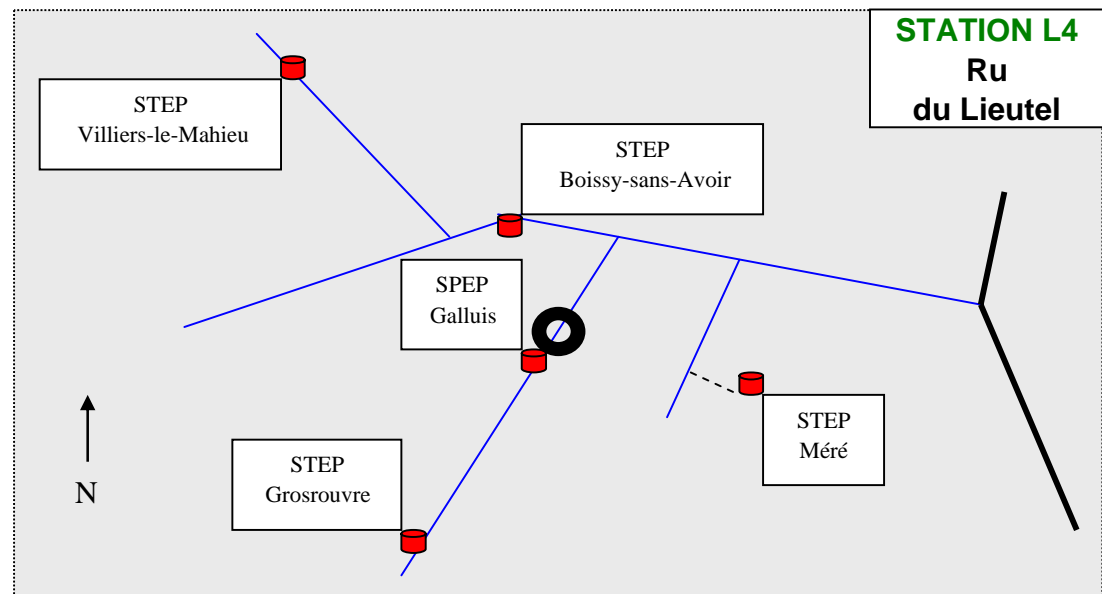 STATION L4
Ru
du Lieutel
STEP
Villiers-le-Mahieu
STEP
Boissy-sans-Avoir
SPEP
Galluis
STEP
Méré
STEP
Grosrouvre
N